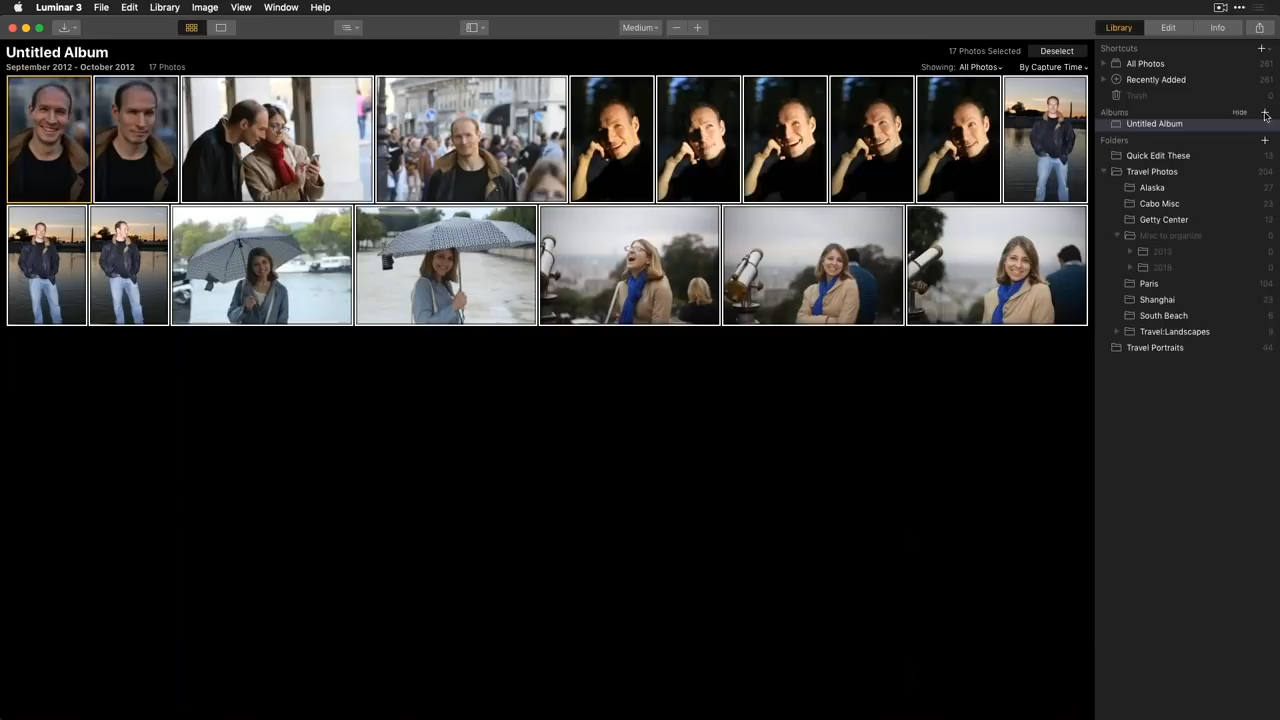 Luminar 3 File Edit Library Image View Window Help
Medium
Library Edit Info
Untitled Album
September 2012 - October 2012 17 Photos
17 Photos Selected Deselect
Showing: All Photos By Capture Time
Shortcuts
All Photos 261
Recently Added 261
Trush 0
Albums Hide
Untitled Album
Folders
Quick Edit These 13
Travel Photos 204
Alaska 27
Cabo Misc 23
Getty Center 12
Misc to organize 0
2013 0
2018 0
Paris 104
Shanghai 23
South Beach 6
Travel:Landscapes 9
Travel Portraits 44